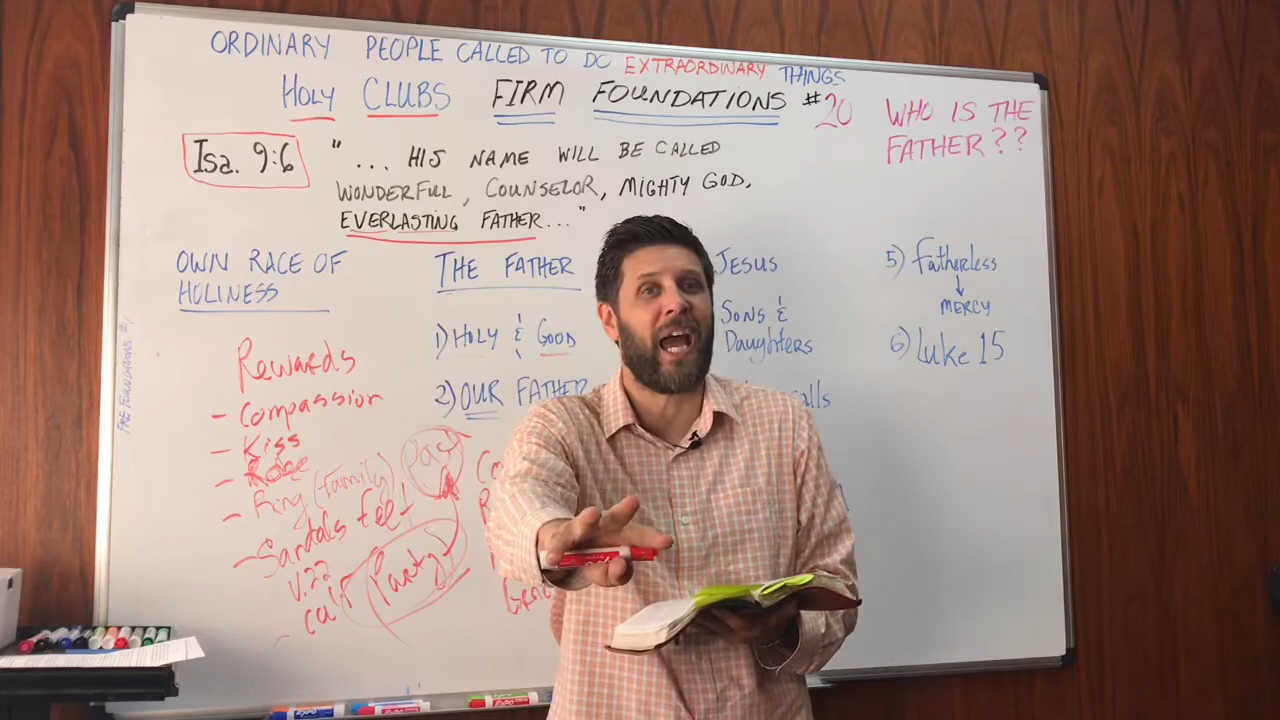 ORDINARY PEOPLE CALLED TO DO EXTRAORDINARY THINGS
HOLY CLUBS FIRM FOUNDATIONS #20
WHO IS THE
FATHER??
Isa. 9:6
"... HIS NAME WILL BE CALLED
WONDERFUL, COUNSELOR, MIGHTY GOD,
EVERLASTING FATHER..."
OWN RACE OF
HOLINESS
Rewards
- Compassion
- Kiss
- Robe
- Ring (family)
- Sandals feet
V.22
calf
Party
THE FATHER
1) HOLY & GOOD
2) OUR FATHER
JESUS
SONS &
Daughters
5) Fatherless
↓
MERCY
6) Luke 15